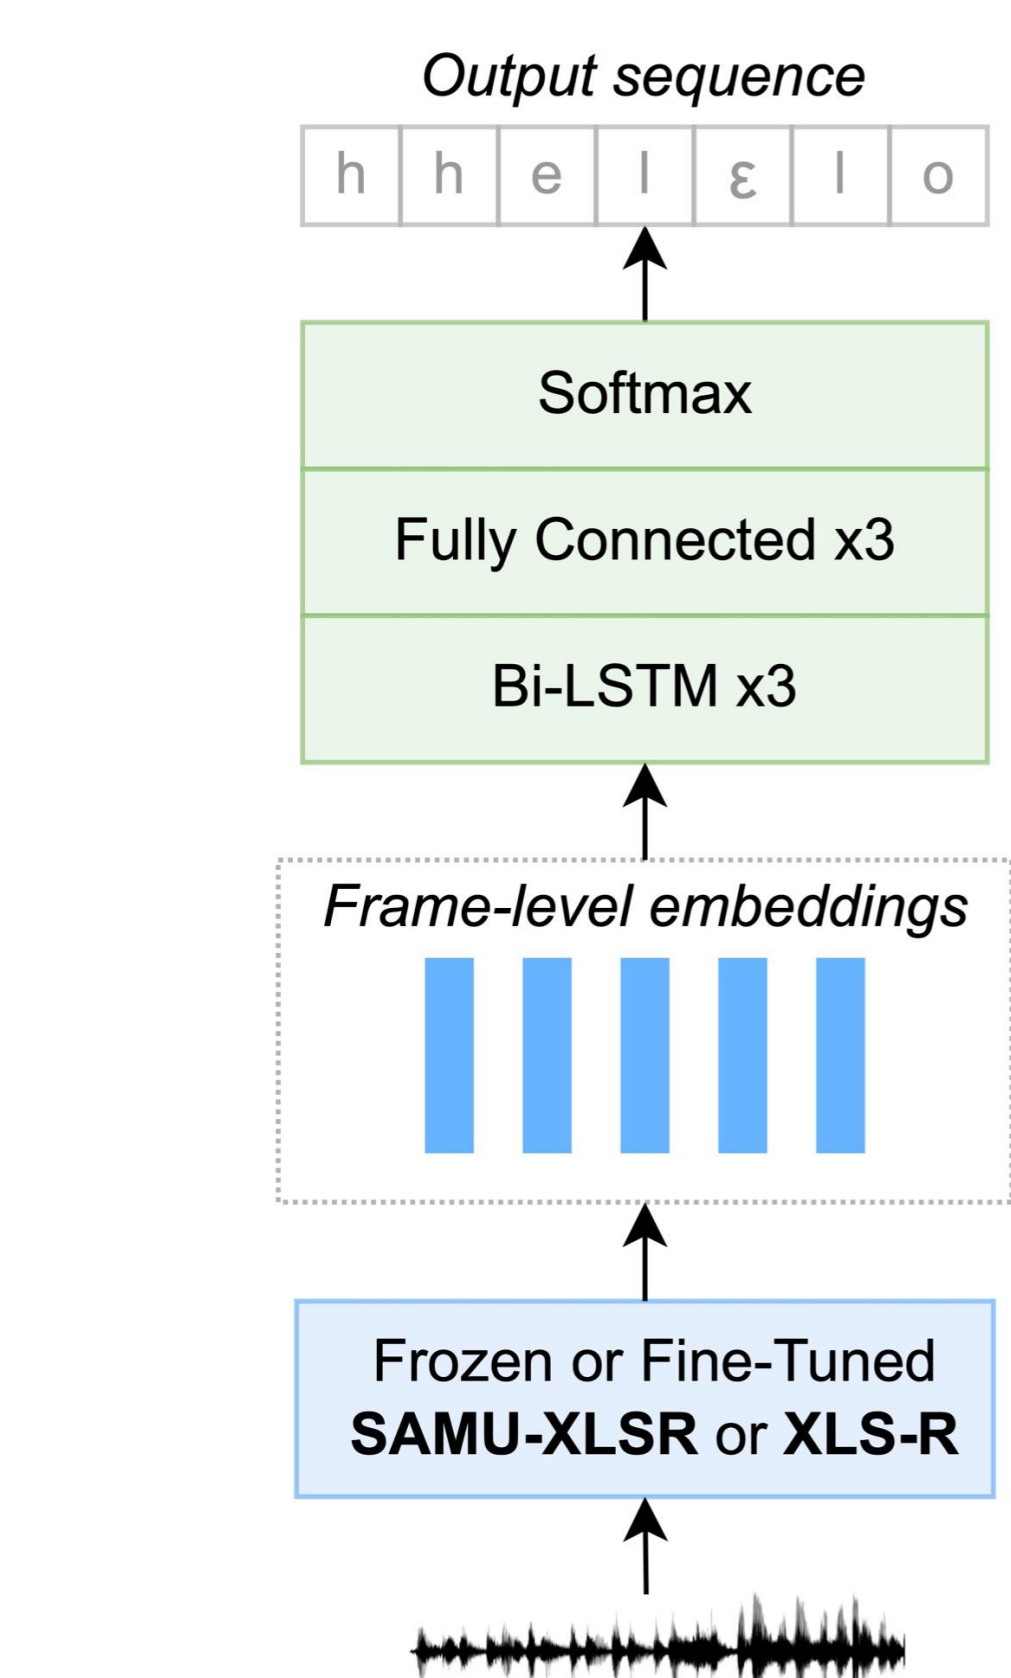 Output sequence
h h e l ε l o
Softmax
Fully Connected x3
Bi-LSTM x3
Frame-level embeddings
Frozen or Fine-Tuned
SAMU-XLSR or XLS-R